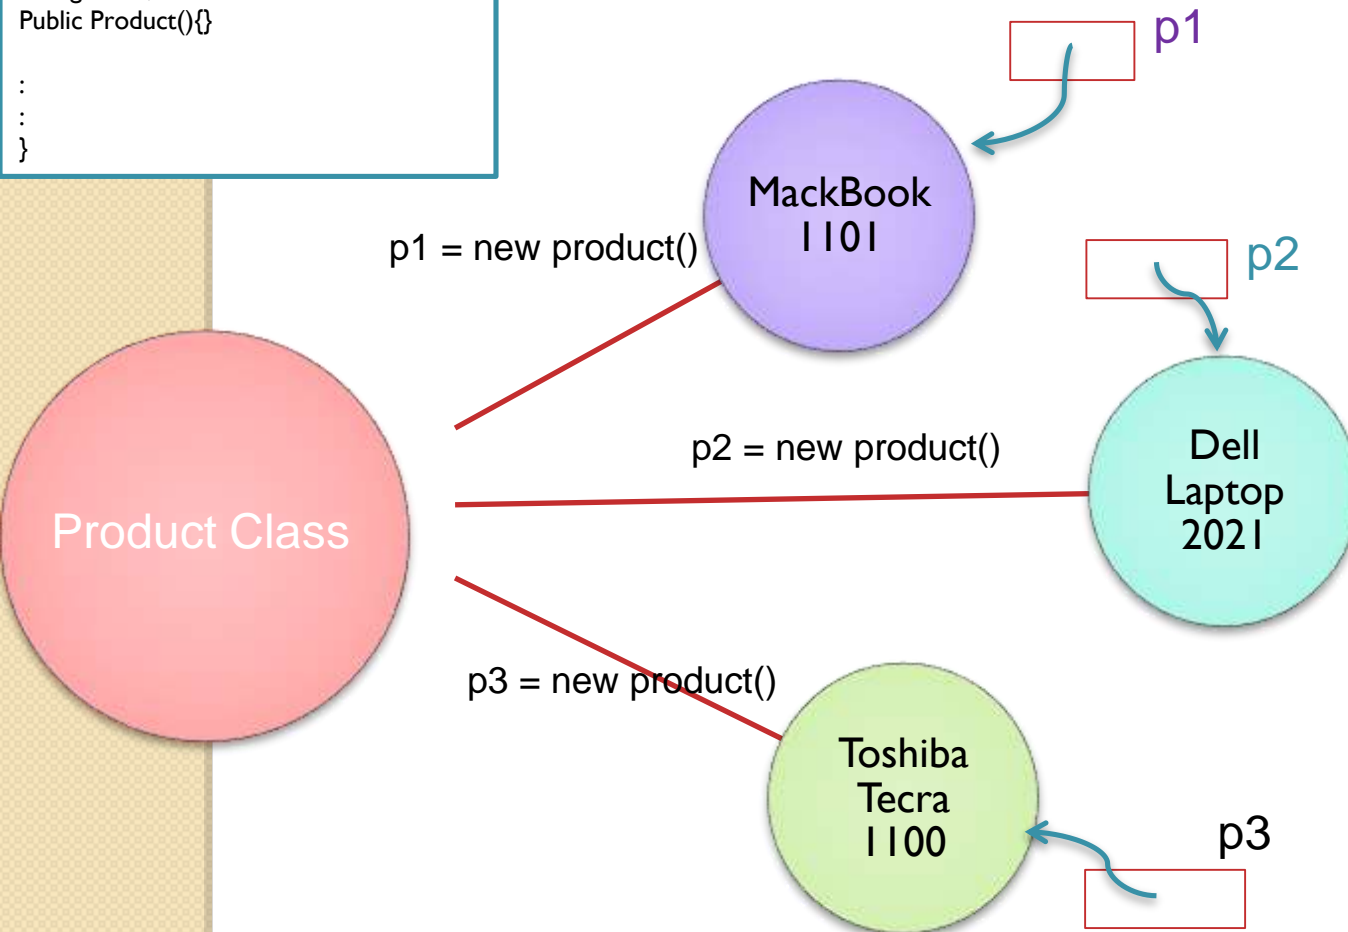 Public Product(){}
:
:
}
p1
MackBook
1101
p1 = new product()
p2
p2 = new product()
Dell
Laptop
2021
Product Class
p3 = new product()
Toshiba
Tecra
1100
p3